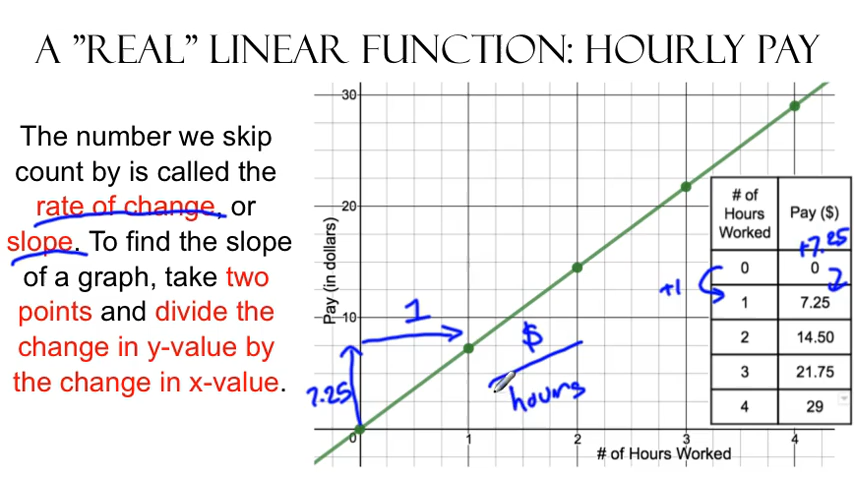 A "REAL" LINEAR FUNCTION: HOURLY PAY
The number we skip
count by is called the
rate of change, or
slope. To find the slope
of a graph, take two
points and divide the
change in y-value by
the change in x-value.
Pay (in dollars)
30
20
10
0
1
2
3
4
# of Hours Worked
7.25
1
$
hours
# of
Hours
Worked
Pay ($)
+7.25
+1
0 0
1 7.25
2 14.50
3 21.75
4 29